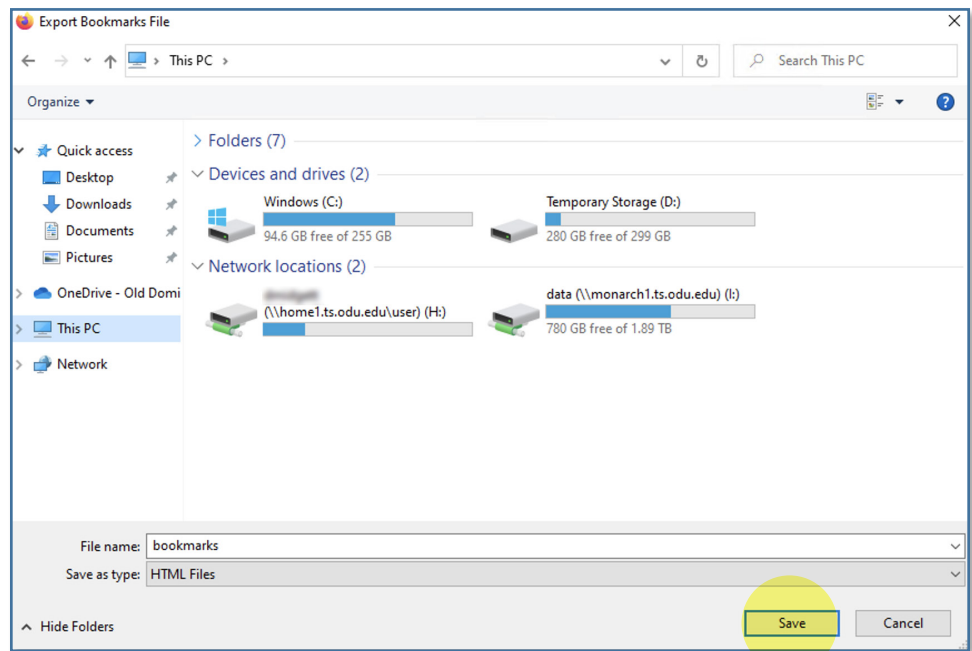 Export Bookmarks File
This PC
Search This PC
Organize
?
Quick access
Desktop
Downloads
Documents
Pictures
OneDrive - Old Domi
This PC
Network
Folders (7)
Devices and drives (2)
Windows (C:)
94.6 GB free of 255 GB
Temporary Storage (D:)
280 GB free of 299 GB
Network locations (2)
(\\home1.ts.odu.edu\user) (H:)
data (\\monarch1.ts.odu.edu) (I:)
780 GB free of 1.89 TB
File name: bookmarks
Save as type: HTML Files
Hide Folders
Save
Cancel